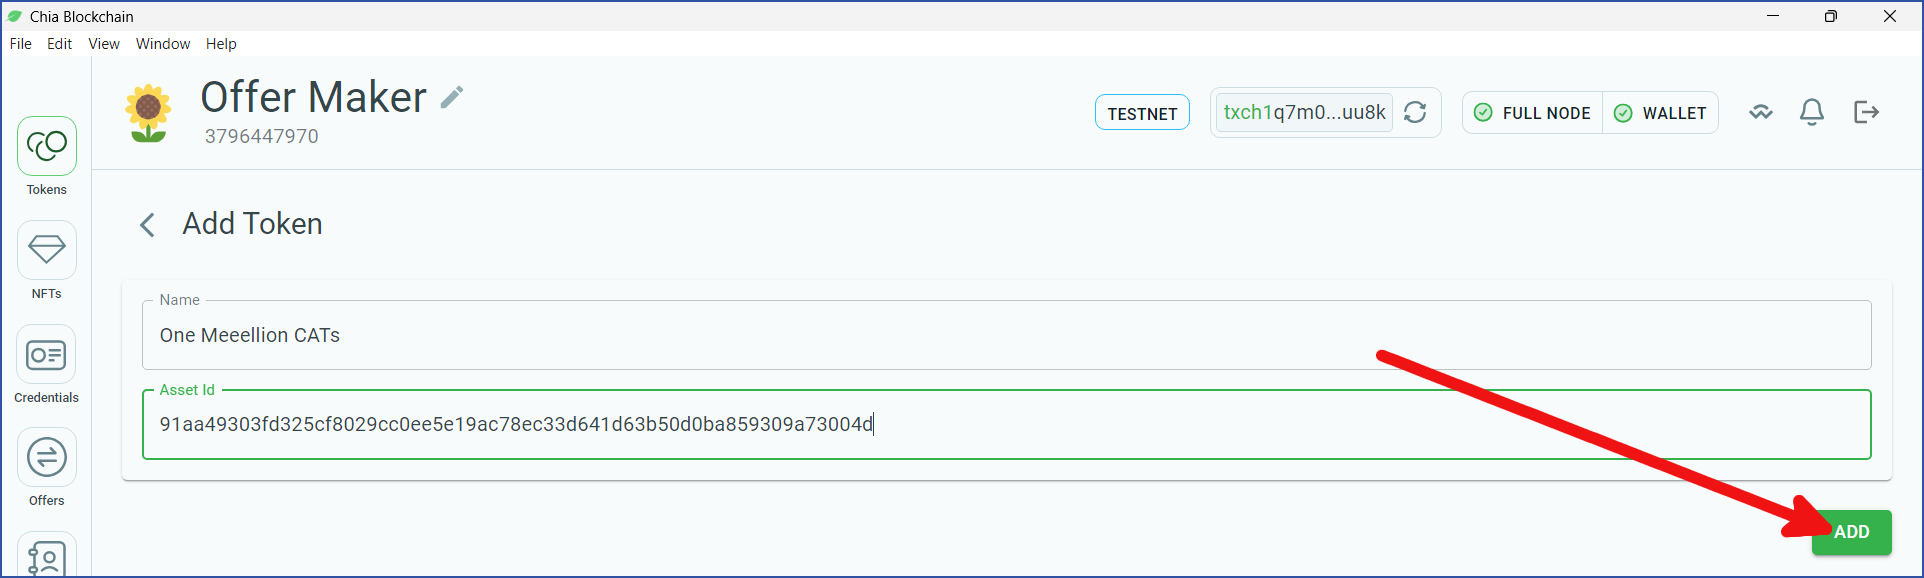 Chia Blockchain
File Edit View Window Help
Offer Maker
3796447970
TESTNET
txch1q7m0...uu8k
FULL NODE
WALLET
Tokens
NFTs
Credentials
Offers
Add Token
Name
One Meeellion CATs
Asset Id
91aa49303fd325cf8029cc0ee5e19ac78ec33d641d63b50d0ba859309a73004d
ADD